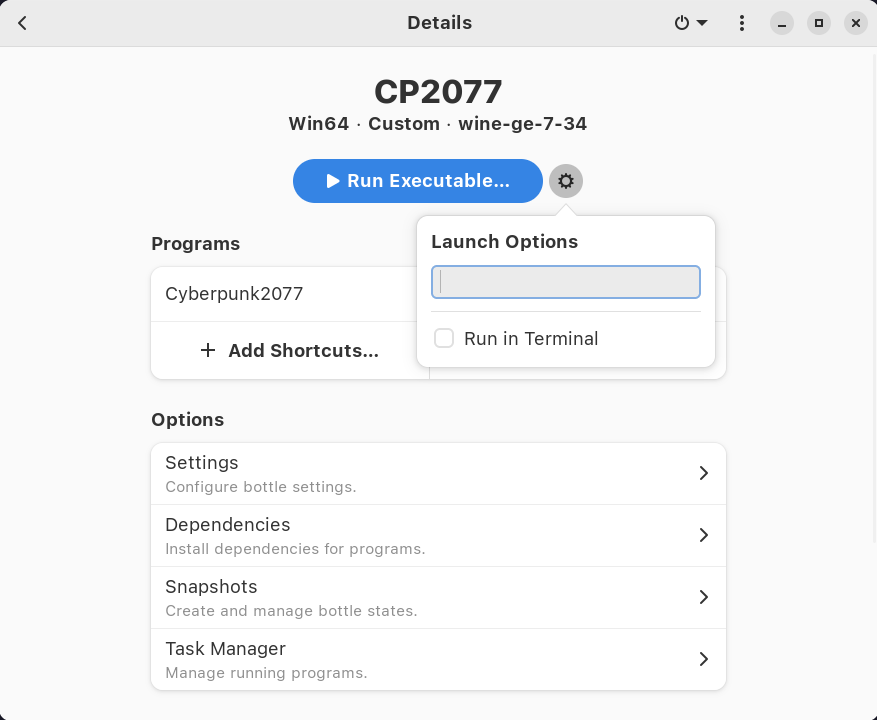 Details
CP2077
Win64 · Custom · wine-ge-7-34
Run Executable...
Launch Options
Run in Terminal
Programs
Cyberpunk2077
Add Shortcuts...
Options
Settings
Configure bottle settings.
Dependencies
Install dependencies for programs.
Snapshots
Create and manage bottle states.
Task Manager
Manage running programs.